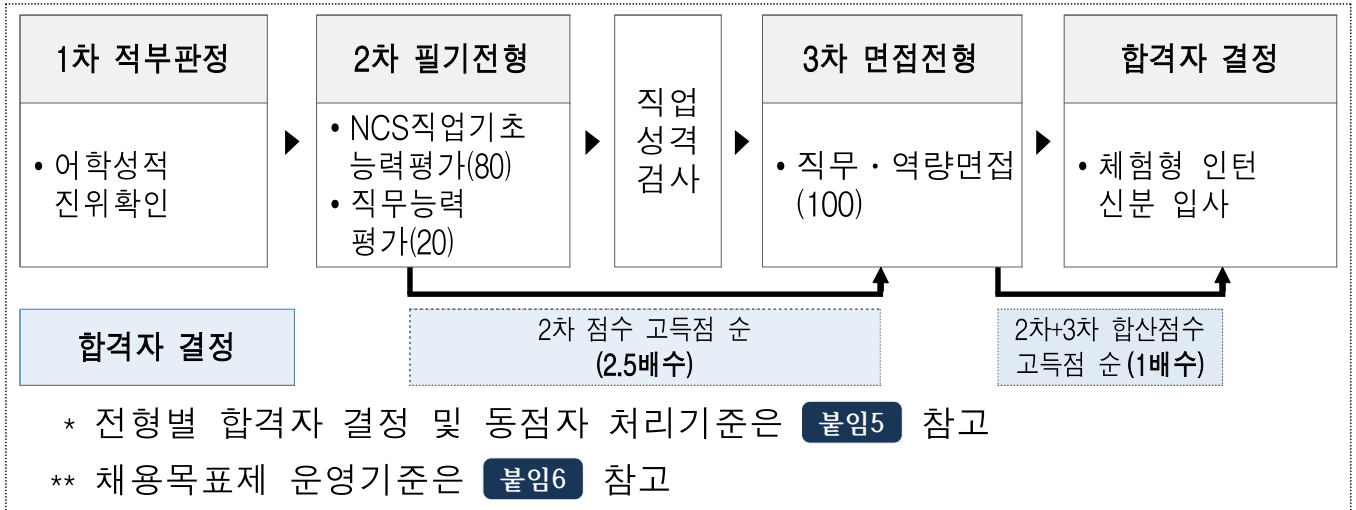 1차 적부판정
• 어학성적
진위확인
2차 필기전형
• NCS직업기초
능력평가(80)
• 직무능력
평가(20)
직업
성격
검사
3차 면접전형
• 직무・역량면접
(100)
합격자 결정
• 체험형 인턴
신분 입사
합격자 결정
2차 점수 고득점 순
(2.5배수)
2차+3차 합산점수
고득점 순 (1배수)
* 전형별 합격자 결정 및 동점자 처리기준은 붙임5 참고
** 채용목표제 운영기준은 붙임6 참고